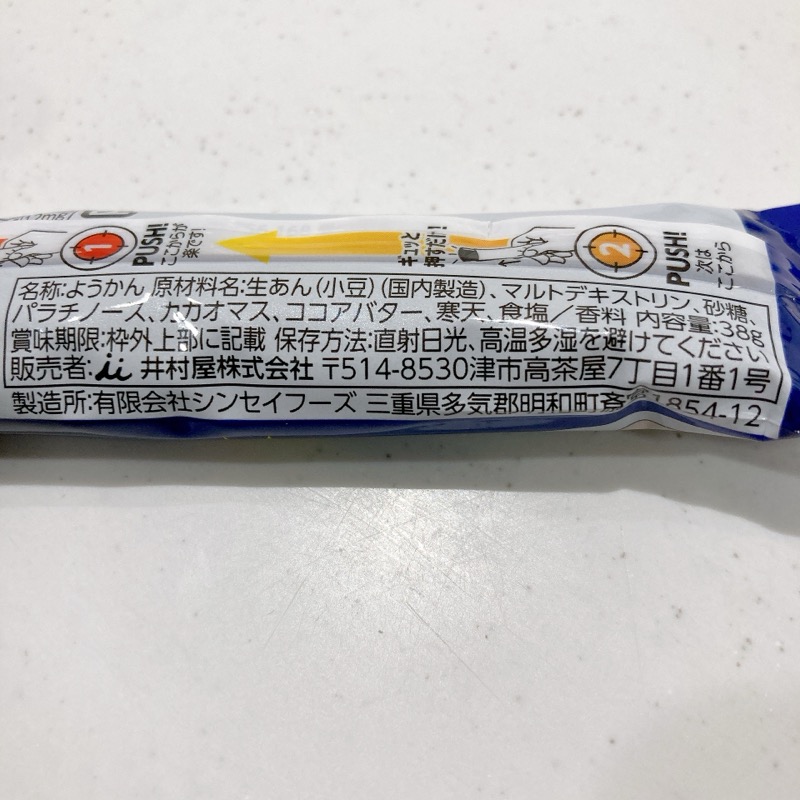 1
PUSH!
ここからが
楽です!
ギュッと
押すだけ!
2
PUSH!
次は
ここから
名称:ようかん 原材料名:生あん(小豆)(国内製造)、マルトデキストリン、砂糖、
パラチノース、カカオマス、ココアバター、寒天、食塩/香料 内容量:38g
賞味期限:枠外上部に記載 保存方法:直射日光、高温多湿を避けてください
販売者: 井村屋株式会社 〒514-8530津市高茶屋7丁目1番1号
製造所:有限会社シンセイフーズ 三重県多気郡明和町斎宮1854-12